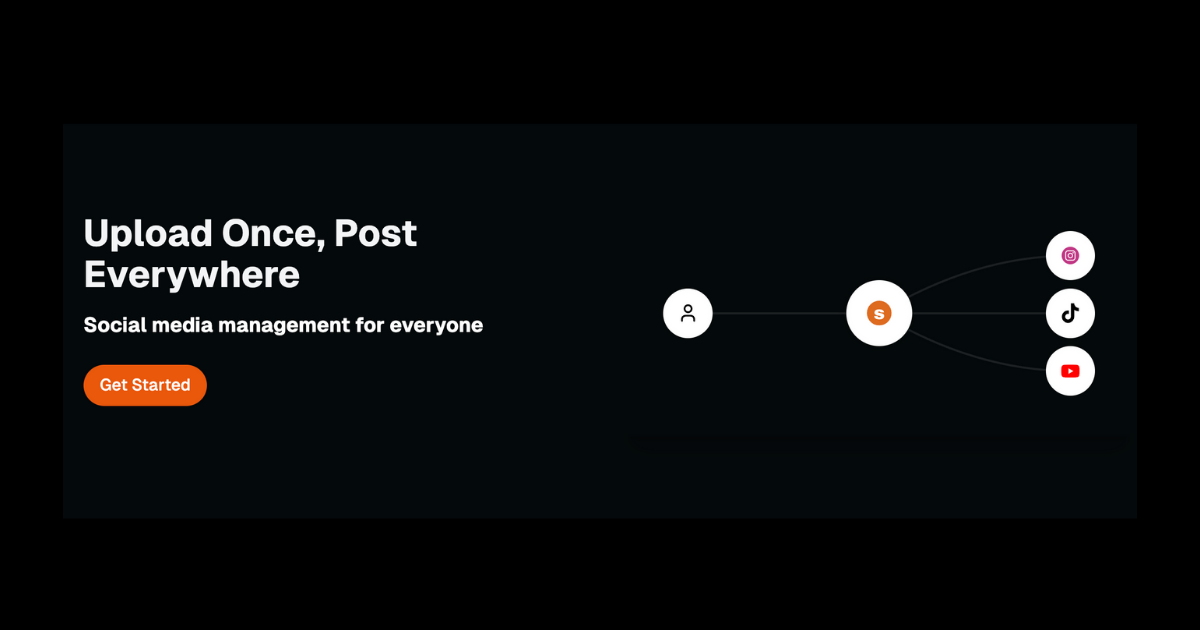 Upload Once, Post
Everywhere
Social media management for everyone
Get Started
s